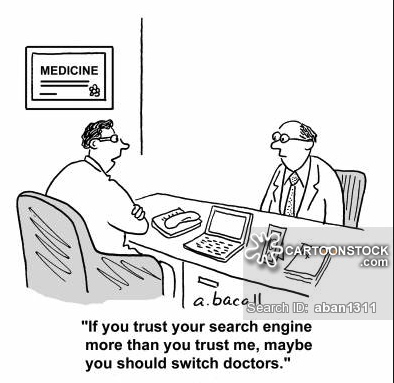 MEDICINE
CARTOONSTOCK
.com
a.bacall
Search ID: aban1311
"If you trust your search engine
more than you trust me, maybe
you should switch doctors."